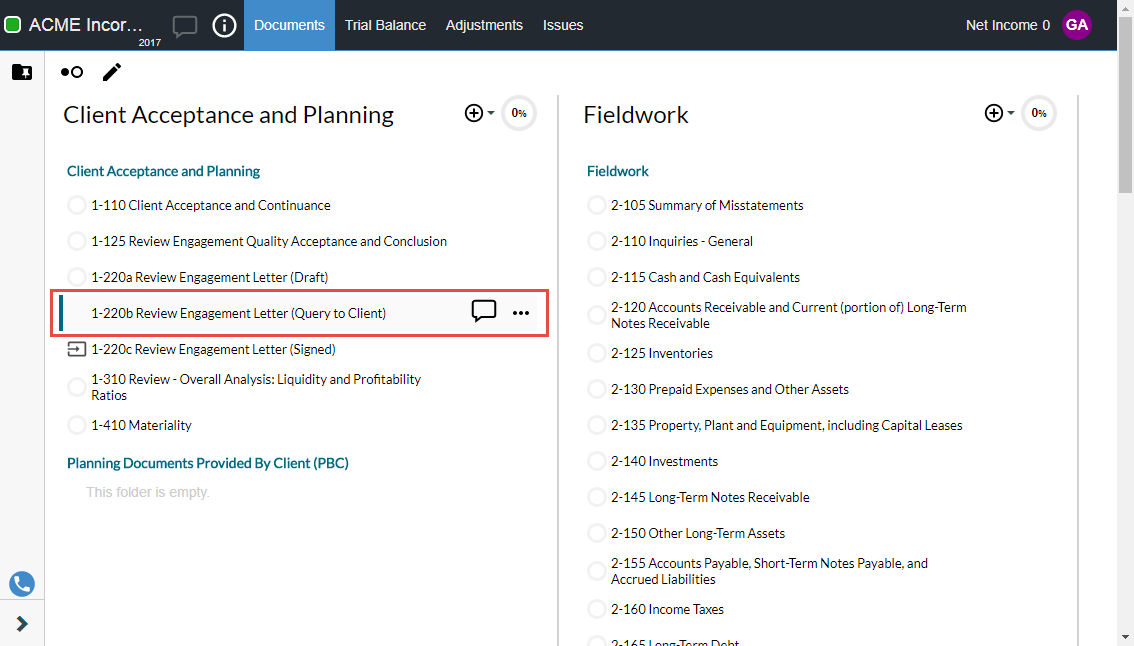 ACME Incor...
2017
Documents
Trial Balance
Adjustments
Issues
Net Income 0
GA
Client Acceptance and Planning
0%
Client Acceptance and Planning
1-110 Client Acceptance and Continuance
1-125 Review Engagement Quality Acceptance and Conclusion
1-220a Review Engagement Letter (Draft)
1-220b Review Engagement Letter (Query to Client)
1-220c Review Engagement Letter (Signed)
1-310 Review - Overall Analysis: Liquidity and Profitability
Ratios
1-410 Materiality
Planning Documents Provided By Client (PBC)
This folder is empty.
Fieldwork
0%
Fieldwork
2-105 Summary of Misstatements
2-110 Inquiries - General
2-115 Cash and Cash Equivalents
2-120 Accounts Receivable and Current (portion of) Long-Term
Notes Receivable
2-125 Inventories
2-130 Prepaid Expenses and Other Assets
2-135 Property, Plant and Equipment, including Capital Leases
2-140 Investments
2-145 Long-Term Notes Receivable
2-150 Other Long-Term Assets
2-155 Accounts Payable, Short-Term Notes Payable, and
Accrued Liabilities
2-160 Income Taxes
2-165 Long-Term Debt